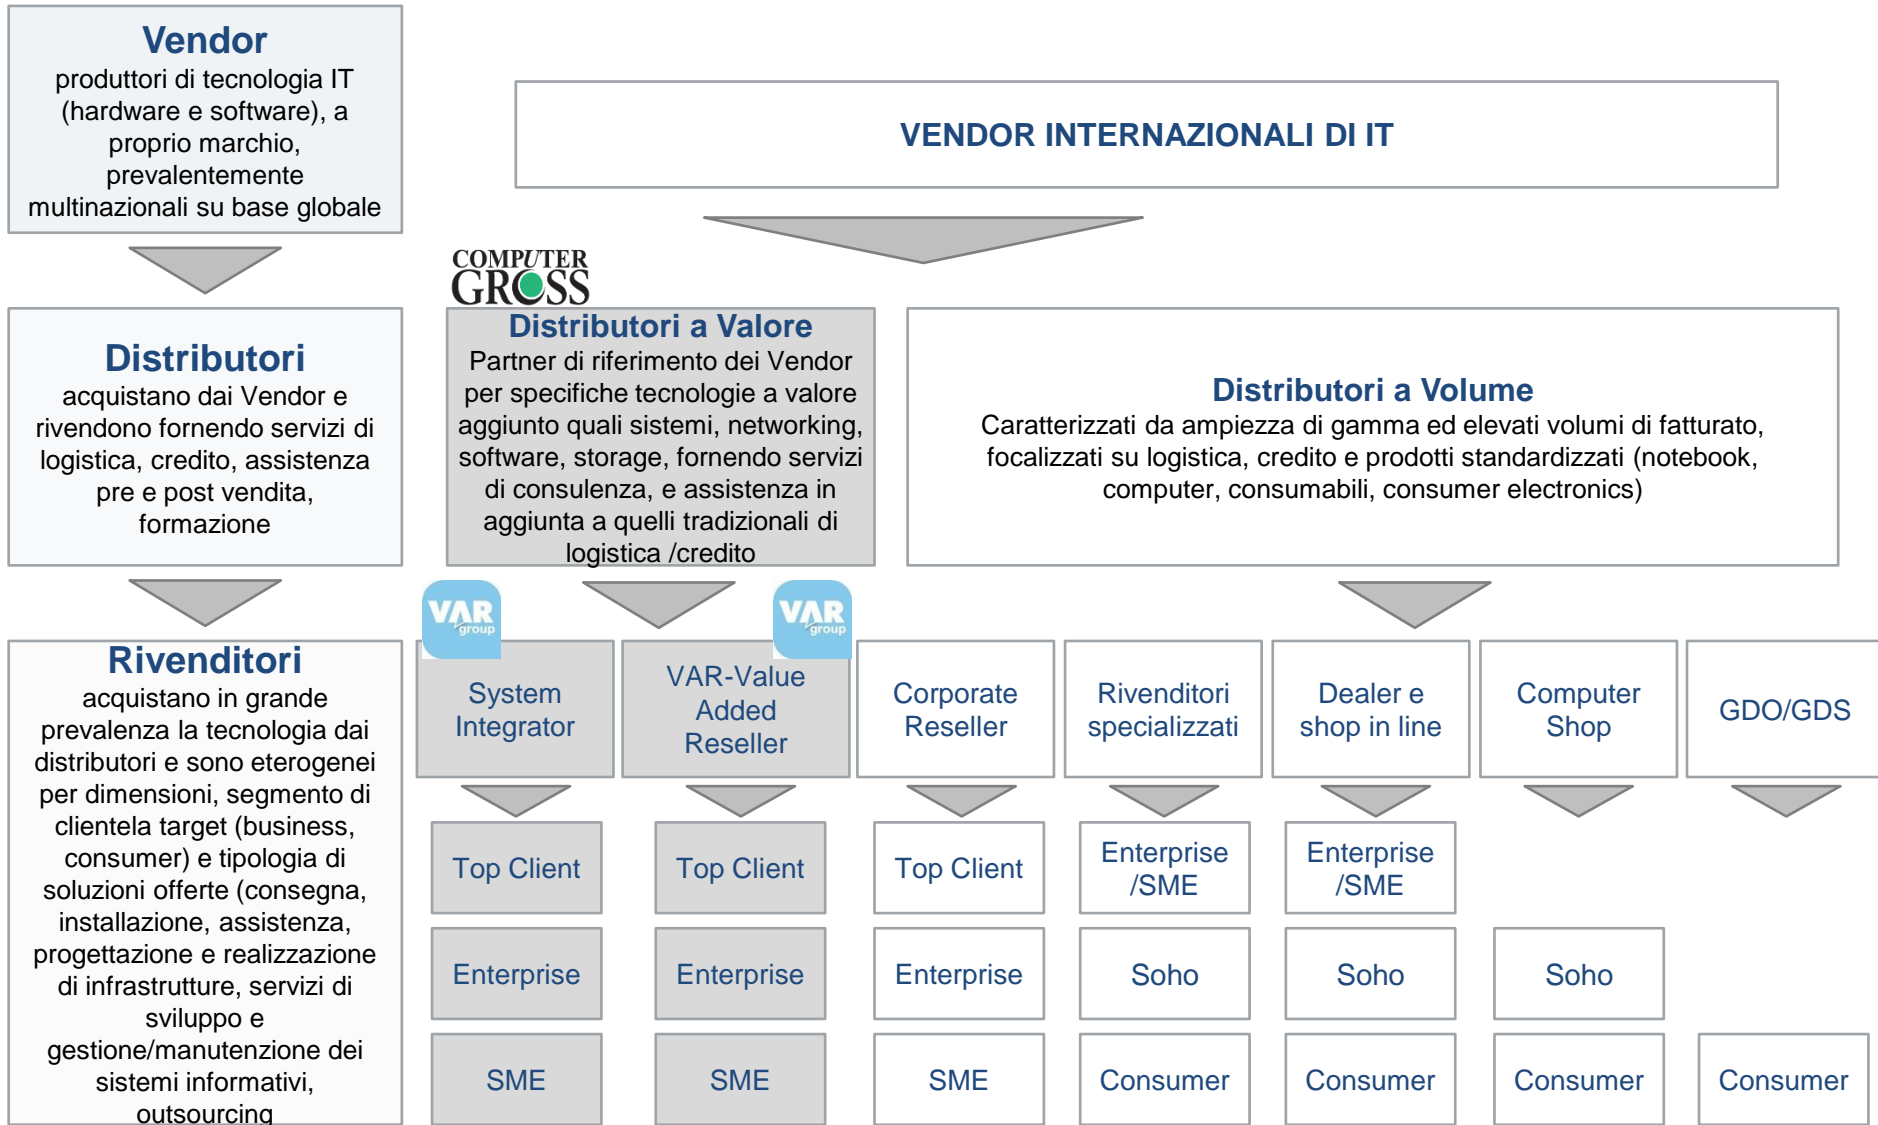 Vendor
produttori di tecnologia IT
(hardware e software), a
proprio marchio,
prevalentemente
multinazionali su base globale
VENDOR INTERNAZIONALI DI IT
COMPUTER
GROSS
Distributori
acquistano dai Vendor e
rivendono fornendo servizi di
logistica, credito, assistenza
pre e post vendita,
formazione
Distributori a Valore
Partner di riferimento dei Vendor
per specifiche tecnologie a valore
aggiunto quali sistemi, networking,
software, storage, fornendo servizi
di consulenza, e assistenza in
aggiunta a quelli tradizionali di
logistica /credito
Distributori a Volume
Caratterizzati da ampiezza di gamma ed elevati volumi di fatturato,
focalizzati su logistica, credito e prodotti standardizzati (notebook,
computer, consumabili, consumer electronics)
VAR
group
VAR
group
Rivenditori
acquistano in grande
prevalenza la tecnologia dai
distributori e sono eterogenei
per dimensioni, segmento di
clientela target (business,
consumer) e tipologia di
soluzioni offerte (consegna,
installazione, assistenza,
progettazione e realizzazione
di infrastrutture, servizi di
sviluppo e
gestione/manutenzione dei
sistemi informativi,
outsourcing
System
Integrator
VAR-Value
Added
Reseller
Corporate
Reseller
Rivenditori
specializzati
Dealer e
shop in line
Computer
Shop
GDO/GDS
Top Client
Top Client
Top Client
Enterprise
/SME
Enterprise
/SME
Enterprise
Enterprise
Enterprise
Soho
Soho
Soho
SME
SME
SME
Consumer
Consumer
Consumer
Consumer